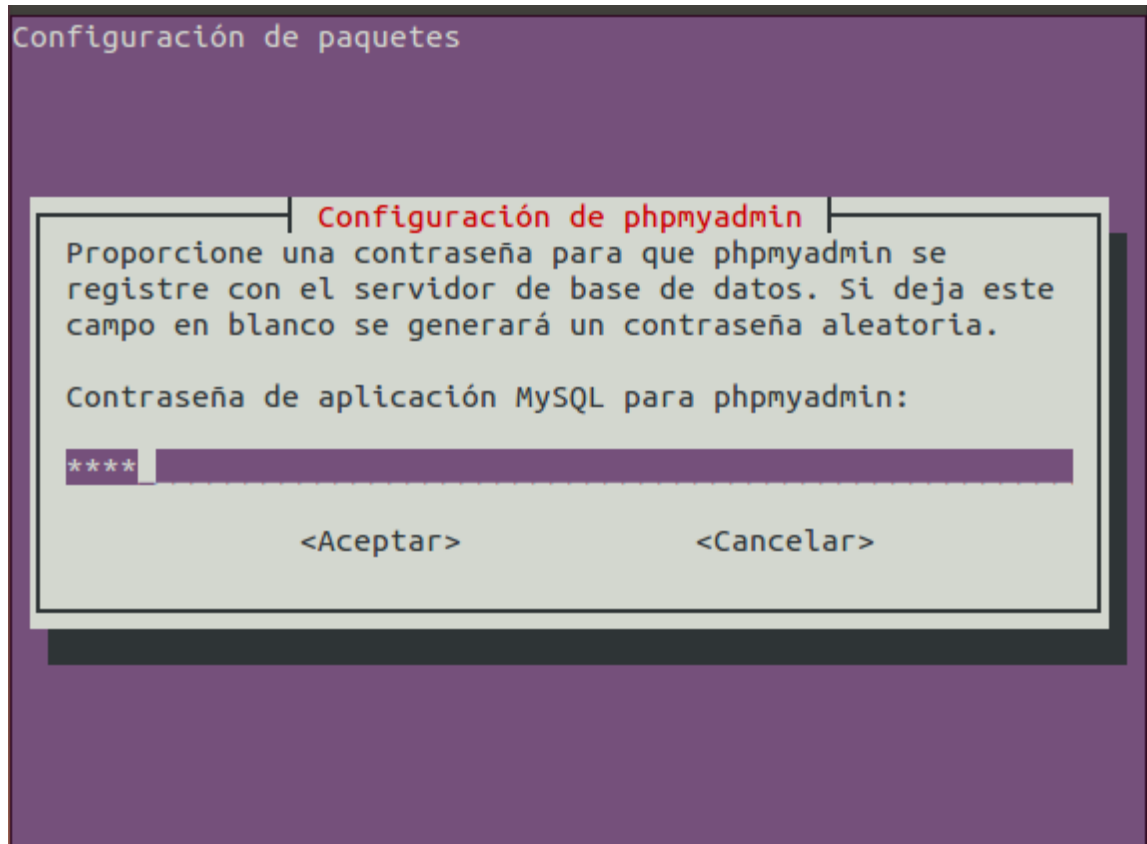 Configuración de paquetes
Configuración de phpmyadmin
Proporcione una contraseña para que phpmyadmin se
registre con el servidor de base de datos. Si deja este
campo en blanco se generará un contraseña aleatoria.
Contraseña de aplicación MySQL para phpmyadmin:
****
<Aceptar> <Cancelar>